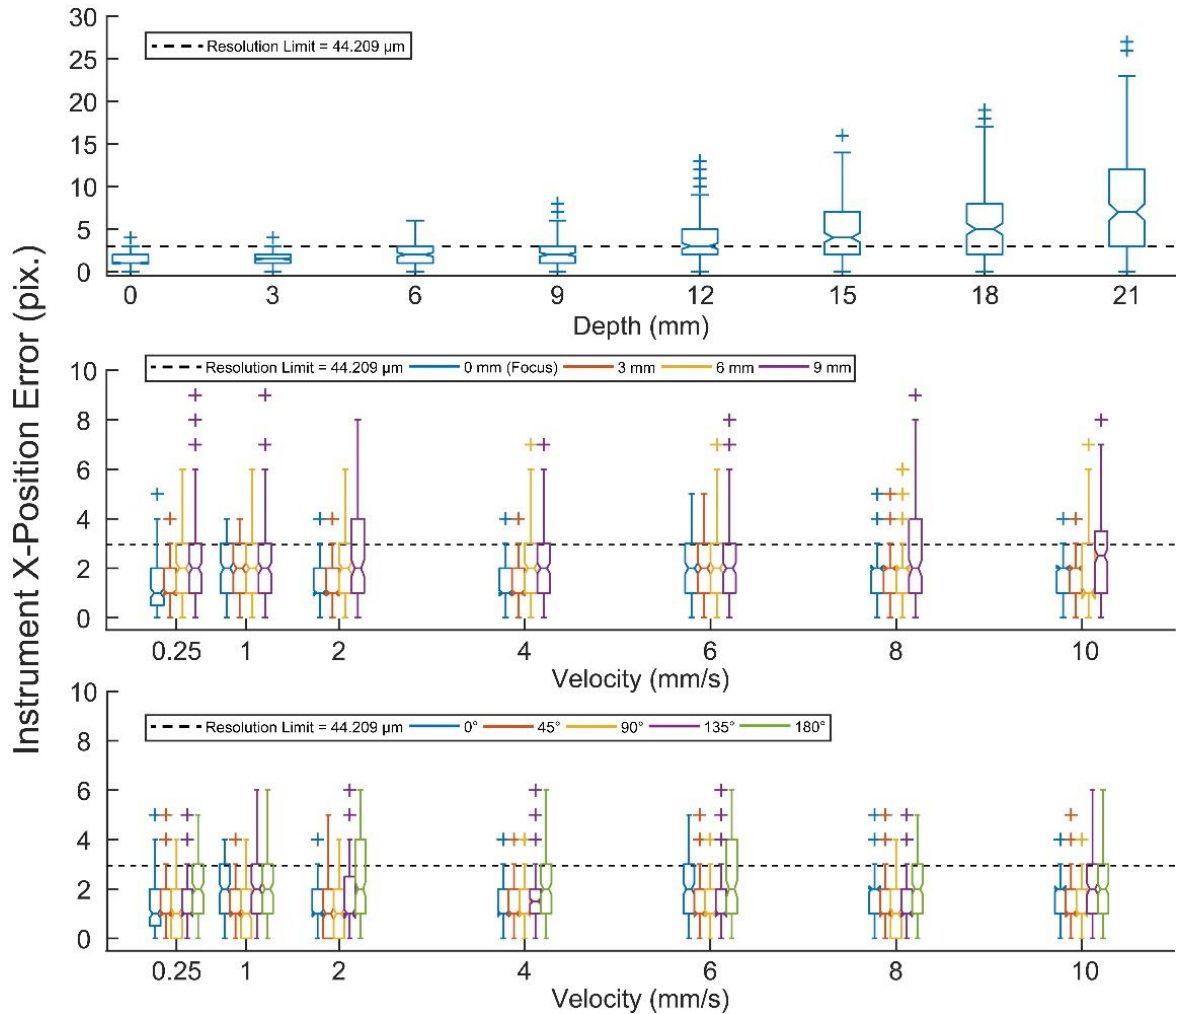 Instrument X-Position Error (pix.)
30
25
20
15
10
5
0
Resolution Limit = 44.209 µm
0 3 6 9 12 15 18 21
Depth (mm)
10
8
6
4
2
0
Resolution Limit = 44.209 µm 0 mm (Focus) 3 mm 6 mm 9 mm
0.25 1 2 4 6 8 10
Velocity (mm/s)
10
8
6
4
2
0
Resolution Limit = 44.209 µm 0° 45° 90° 135° 180°
0.25 1 2 4 6 8 10
Velocity (mm/s)